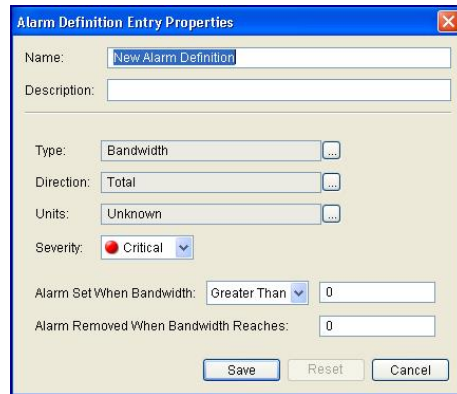 Alarm Definition Entry Properties
Name: New Alarm Definition
Description:
Type: Bandwidth ...
Direction: Total ...
Units: Unknown ...
Severity: Critical
Alarm Set When Bandwidth: Greater Than 0
Alarm Removed When Bandwidth Reaches: 0
Save Reset Cancel